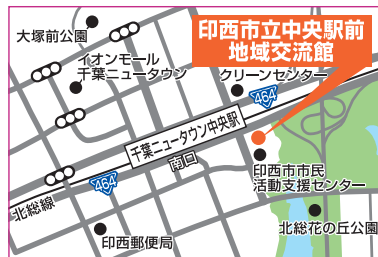 印西市立中央駅前
地域交流館
大塚前公園
イオンモール
千葉ニュータウン
クリーンセンター
464
千葉ニュータウン中央駅
南口
464
北総線
印西市市民
活動支援センター
北総花の丘公園
印西郵便局